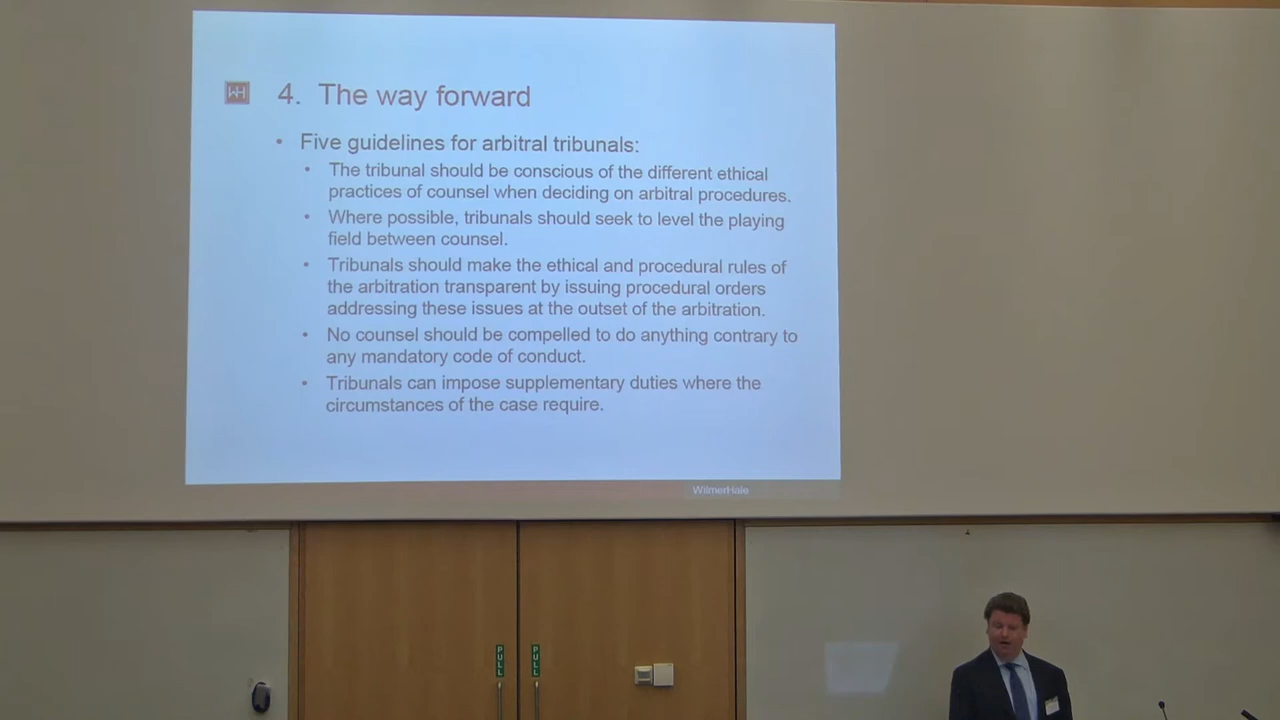 WH
4. The way forward
• Five guidelines for arbitral tribunals:
• The tribunal should be conscious of the different ethical
practices of counsel when deciding on arbitral procedures.
• Where possible, tribunals should seek to level the playing
field between counsel.
• Tribunals should make the ethical and procedural rules of
the arbitration transparent by issuing procedural orders
addressing these issues at the outset of the arbitration.
• No counsel should be compelled to do anything contrary to
any mandatory code of conduct.
• Tribunals can impose supplementary duties where the
circumstances of the case require.
WilmerHale
PULL
PULL